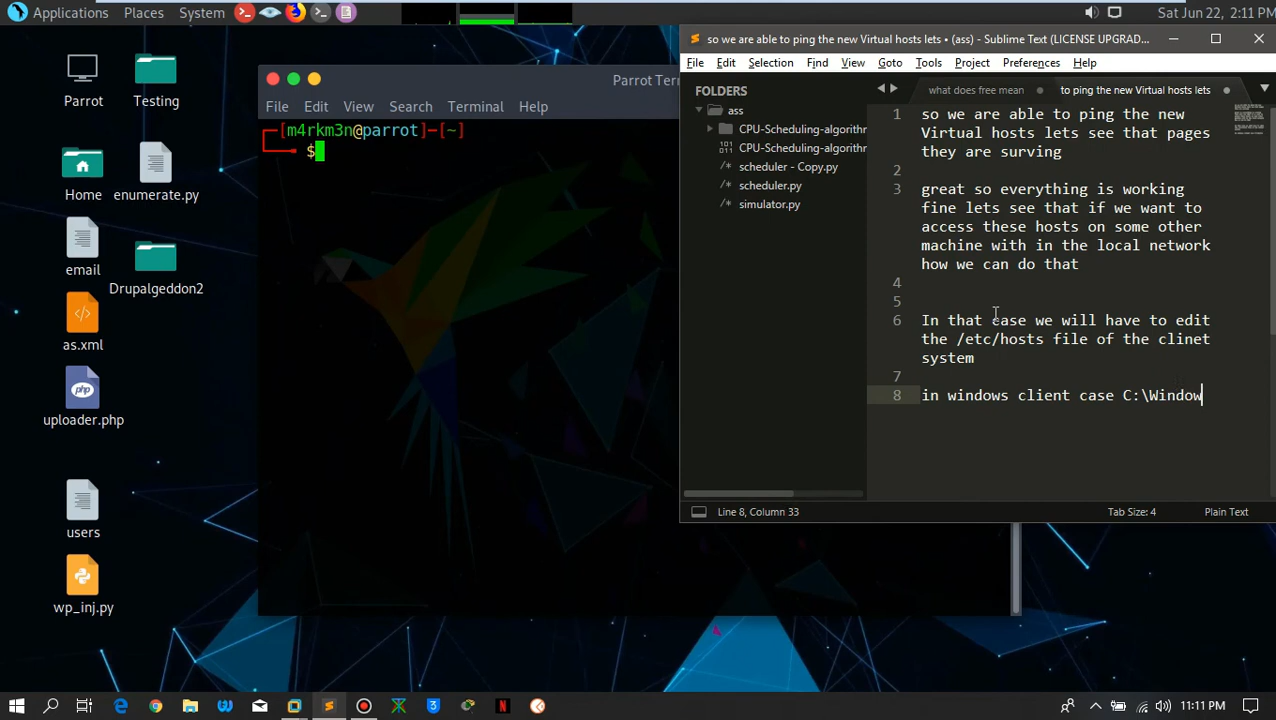 Applications Places System
Sat Jun 22, 2:11 PM
so we are able to ping the new Virtual hosts lets • (ass) - Sublime Text (LICENSE UPGRAD...
File Edit Selection Find View Goto Tools Project Preferences Help
FOLDERS
ass
CPU-Scheduling-algorithr
CPU-Scheduling-algorithr
scheduler - Copy.py
scheduler.py
simulator.py
what does free mean
to ping the new Virtual hosts lets
1 so we are able to ping the new
Virtual hosts lets see that pages
they are surving
2
3 great so everything is working
fine lets see that if we want to
access these hosts on some other
machine with in the local network
how we can do that
4
5
6 In that case we will have to edit
the /etc/hosts file of the clinet
system
7
8 in windows client case C:\Window
Line 8, Column 33
Tab Size: 4
Plain Text
Parrot Ter
File Edit View Search Terminal Help
[m4rkm3n@parrot]─[~]
$
Parrot
Testing
Home
enumerate.py
email
Drupalgeddon2
as.xml
php
uploader.php
users
wp_inj.py
11:11 PM